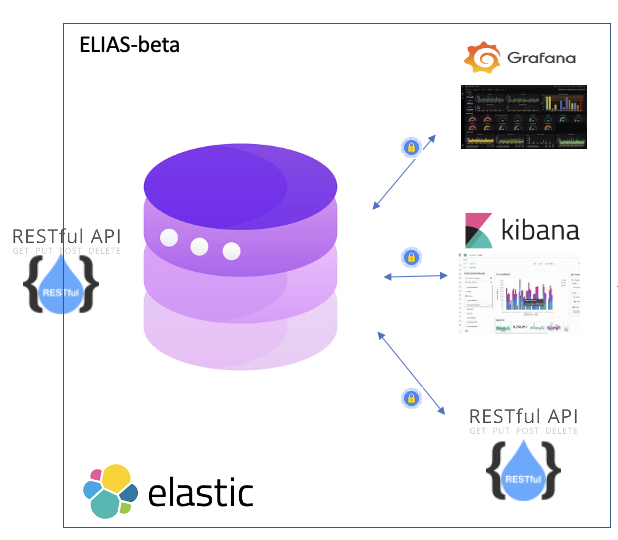 ELIAS-beta
Grafana
RESTful API
GET PUT POST DELETE
{RESTful}
kibana
RESTful API
GET PUT POST DELETE
{RESTful}
elastic